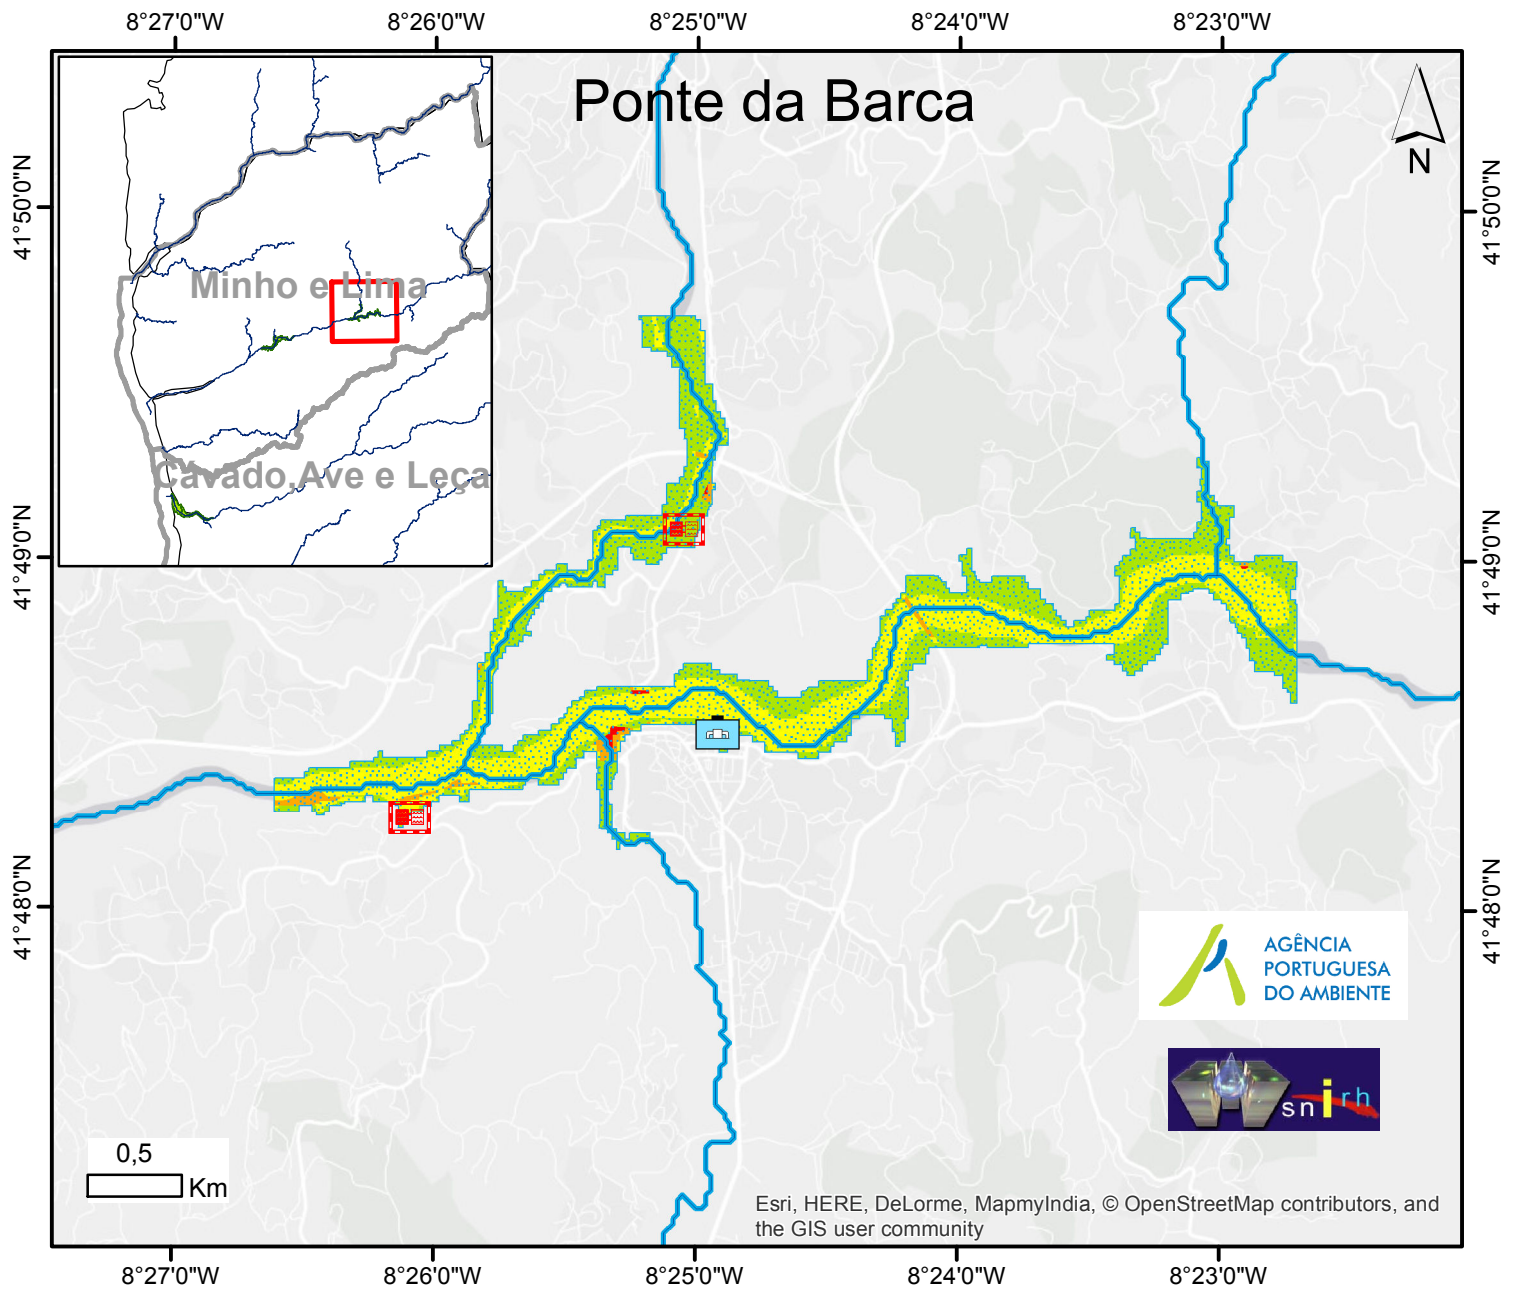 8°27'0"W
8°26'0"W
8°25'0"W
8°24'0"W
8°23'0"W
Ponte da Barca
N
41°50'0"N
41°50'0"N
Minho e Lima
Cávado,Ave e Leça
41°49'0"N
41°49'0"N
41°48'0"N
41°48'0"N
AGÊNCIA
PORTUGUESA
DO AMBIENTE
snirh
0,5
Km
Esri, HERE, DeLorme, MapmyIndia, © OpenStreetMap contributors, and
the GIS user community
8°27'0"W
8°26'0"W
8°25'0"W
8°24'0"W
8°23'0"W